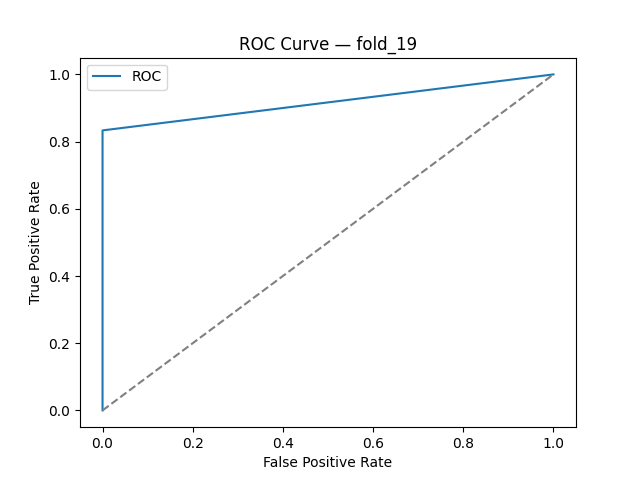 ROC Curve — fold_19
ROC
1.0
0.8
0.6
0.4
0.2
0.0
True Positive Rate
0.0 0.2 0.4 0.6 0.8 1.0
False Positive Rate